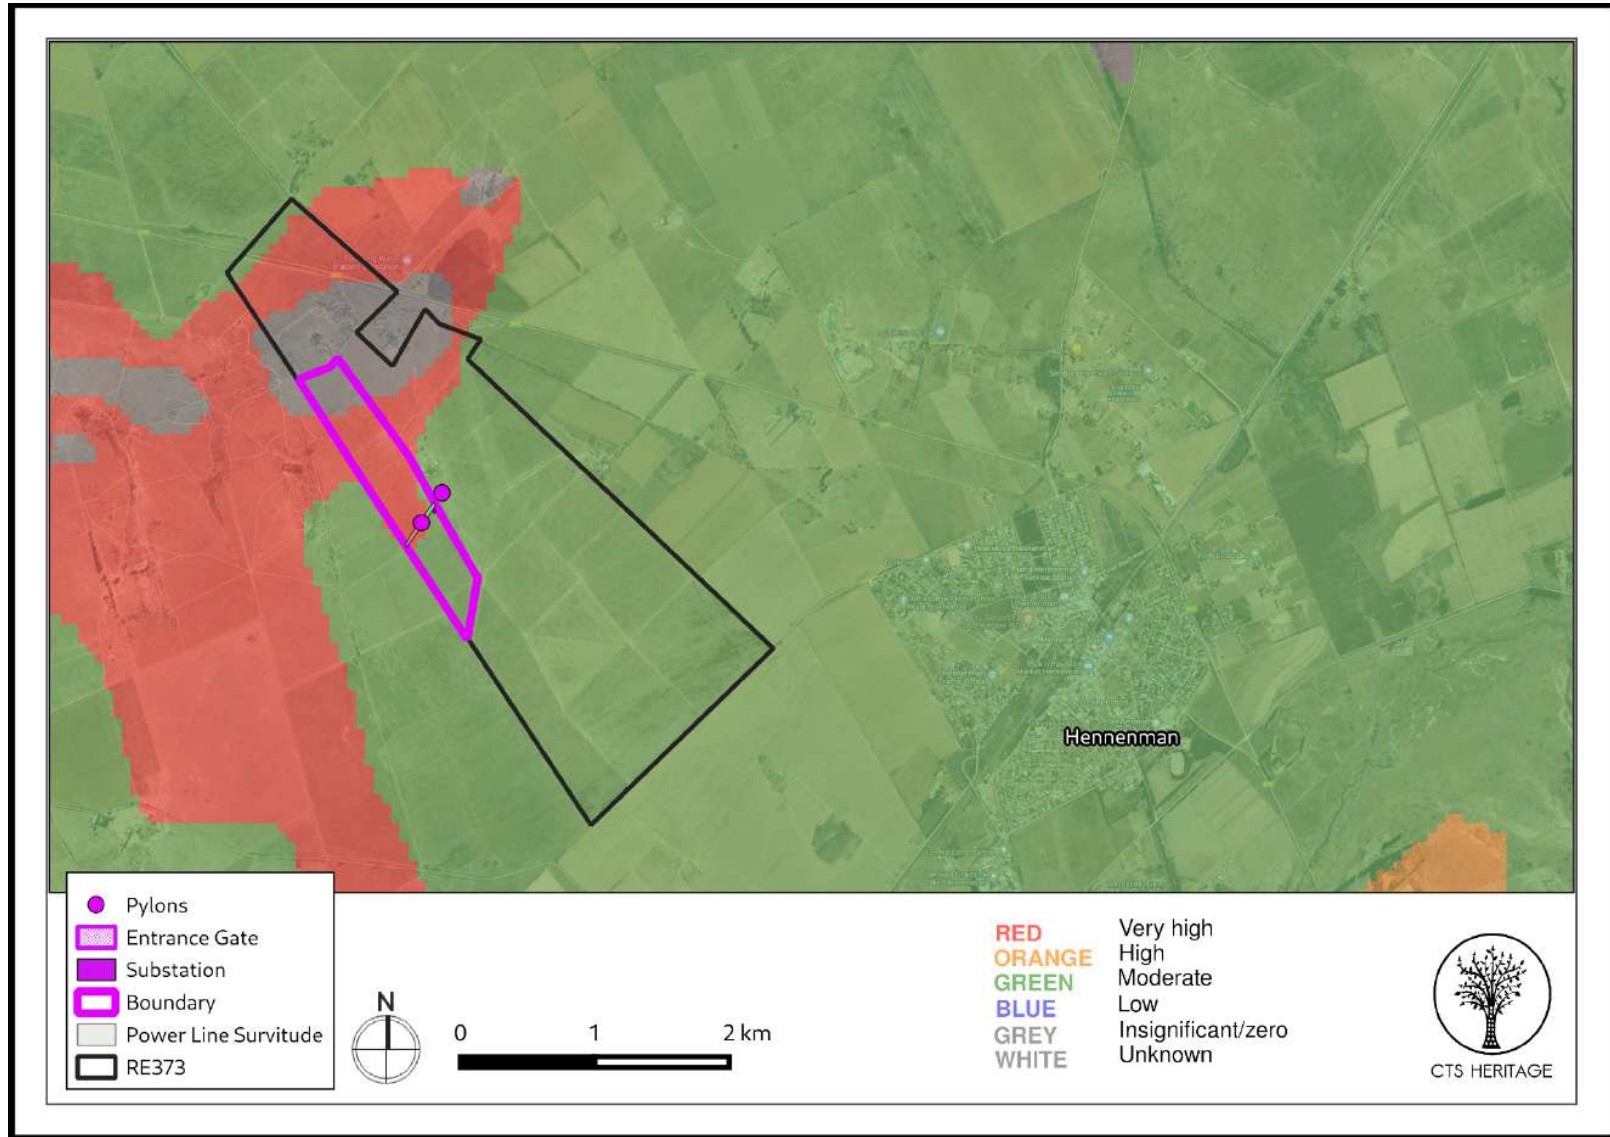 Hennenman
Pylons
Entrance Gate
Substation
Boundary
Power Line Survitude
RE373
N
0 1 2 km
RED Very high
ORANGE High
GREEN Moderate
BLUE Low
GREY Insignificant/zero
WHITE Unknown
CTS HERITAGE